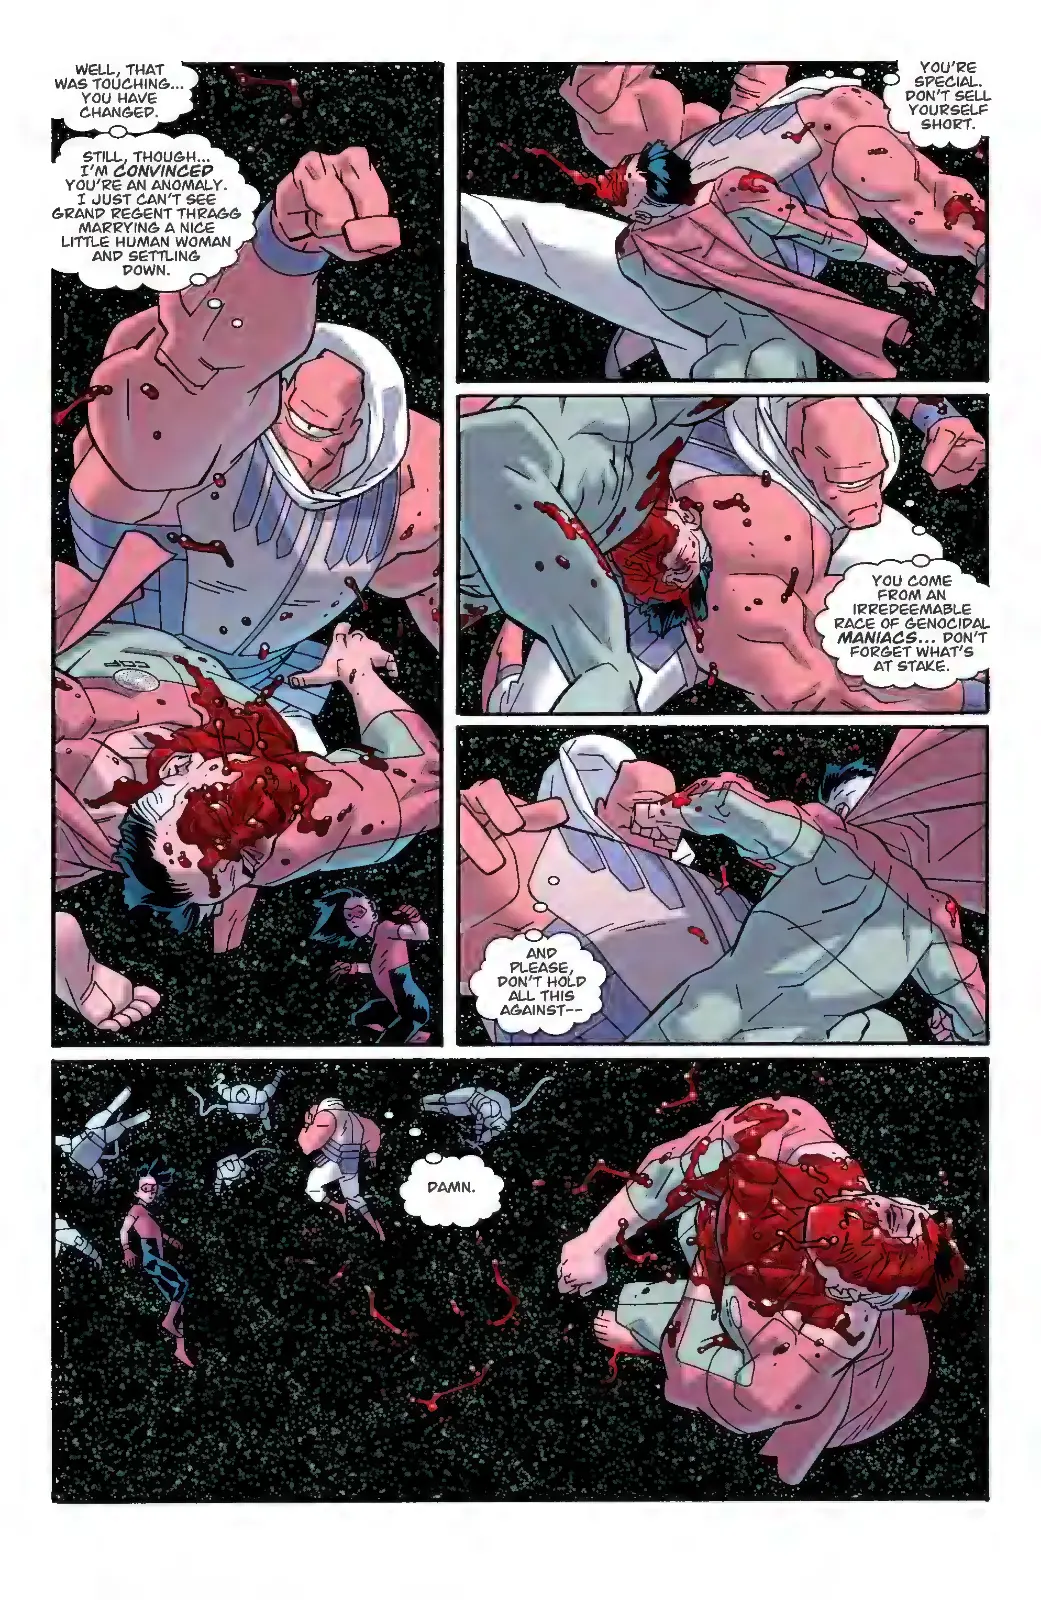 WELL, THAT
WAS TOUCHING...
YOU HAVE
CHANGED.
STILL, THOUGH...
I'M CONVINCED
YOU'RE AN ANOMALY.
I JUST CAN'T SEE
GRAND REGENT THRAGG
MARRYING A NICE
LITTLE HUMAN WOMAN
AND SETTLING
DOWN.
YOU'RE
SPECIAL.
DON'T SELL
YOURSELF
SHORT.
YOU COME
FROM AN
IRREDEEMABLE
RACE OF GENOCIDAL
MANIACS... DON'T
FORGET WHAT'S
AT STAKE.
AND
PLEASE,
DON'T HOLD
ALL THIS
AGAINST--
DAMN.